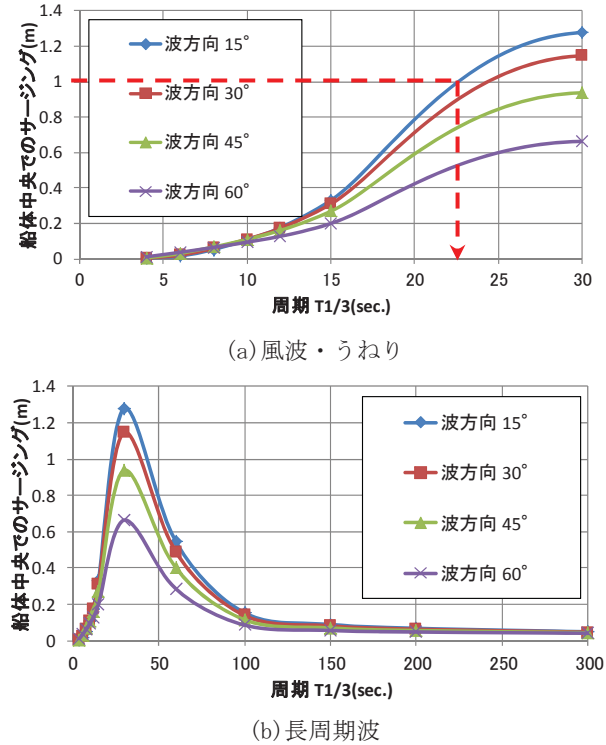 船体中央でのサージング(m)
1.4
1.2
1
0.8
0.6
0.4
0.2
0
波方向 15°
波方向 30°
波方向 45°
波方向 60°
0 5 10 15 20 25 30
周期 T1/3(sec.)
(a)風波・うねり
船体中央でのサージング(m)
1.4
1.2
1
0.8
0.6
0.4
0.2
0
波方向 15°
波方向 30°
波方向 45°
波方向 60°
0 50 100 150 200 250 300
周期 T1/3(sec.)
(b)長周期波